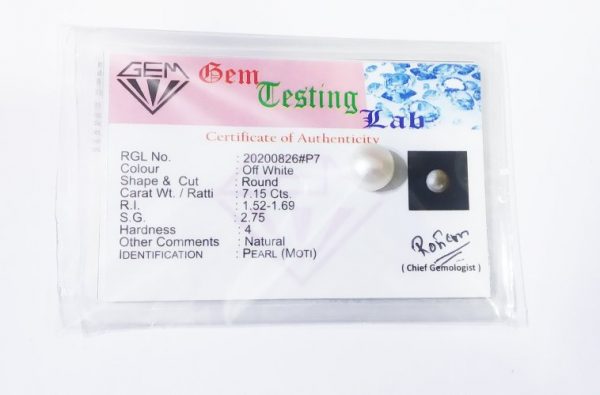 GEM
Gem
Testing
Lab
Certificate of Authenticity
RGL No. : 20200826#P7
Colour : Off White
Shape & Cut : Round
Carat Wt. / Ratti : 7.15 Cts.
R.I. : 1.52-1.69
S.G. : 2.75
Hardness : 4
Other Comments : Natural
IDENTIFICATION : PEARL (MOTI)
( Chief Gemologist )